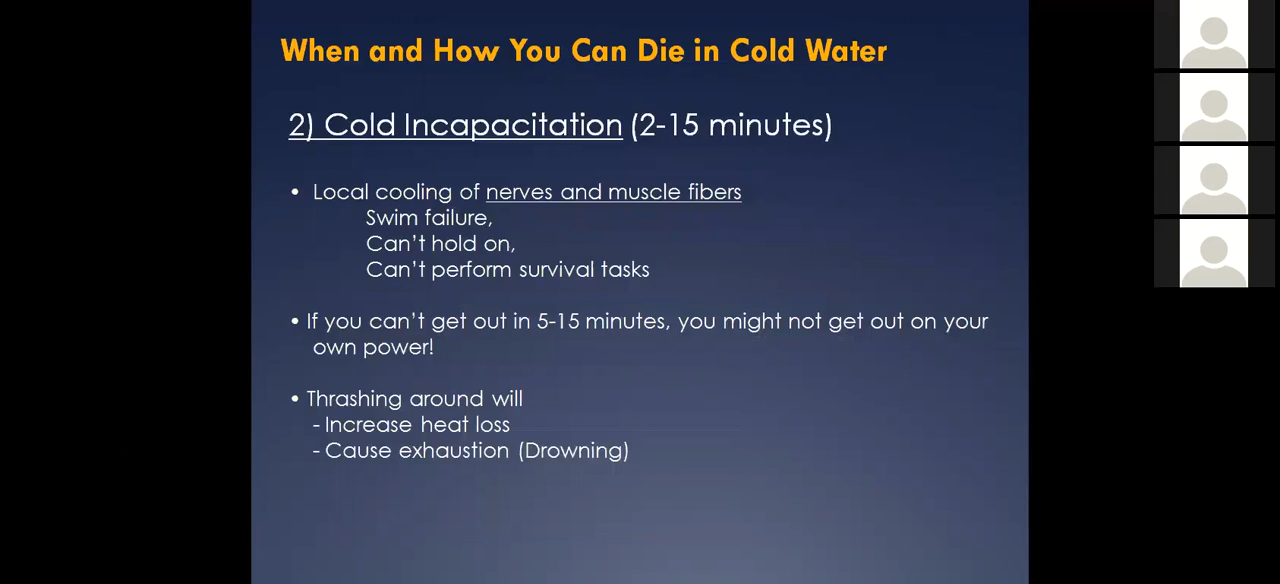 When and How You Can Die in Cold Water
2) Cold Incapacitation (2-15 minutes)
• Local cooling of nerves and muscle fibers
Swim failure,
Can't hold on,
Can't perform survival tasks
• If you can't get out in 5-15 minutes, you might not get out on your
own power!
• Thrashing around will
- Increase heat loss
- Cause exhaustion (Drowning)